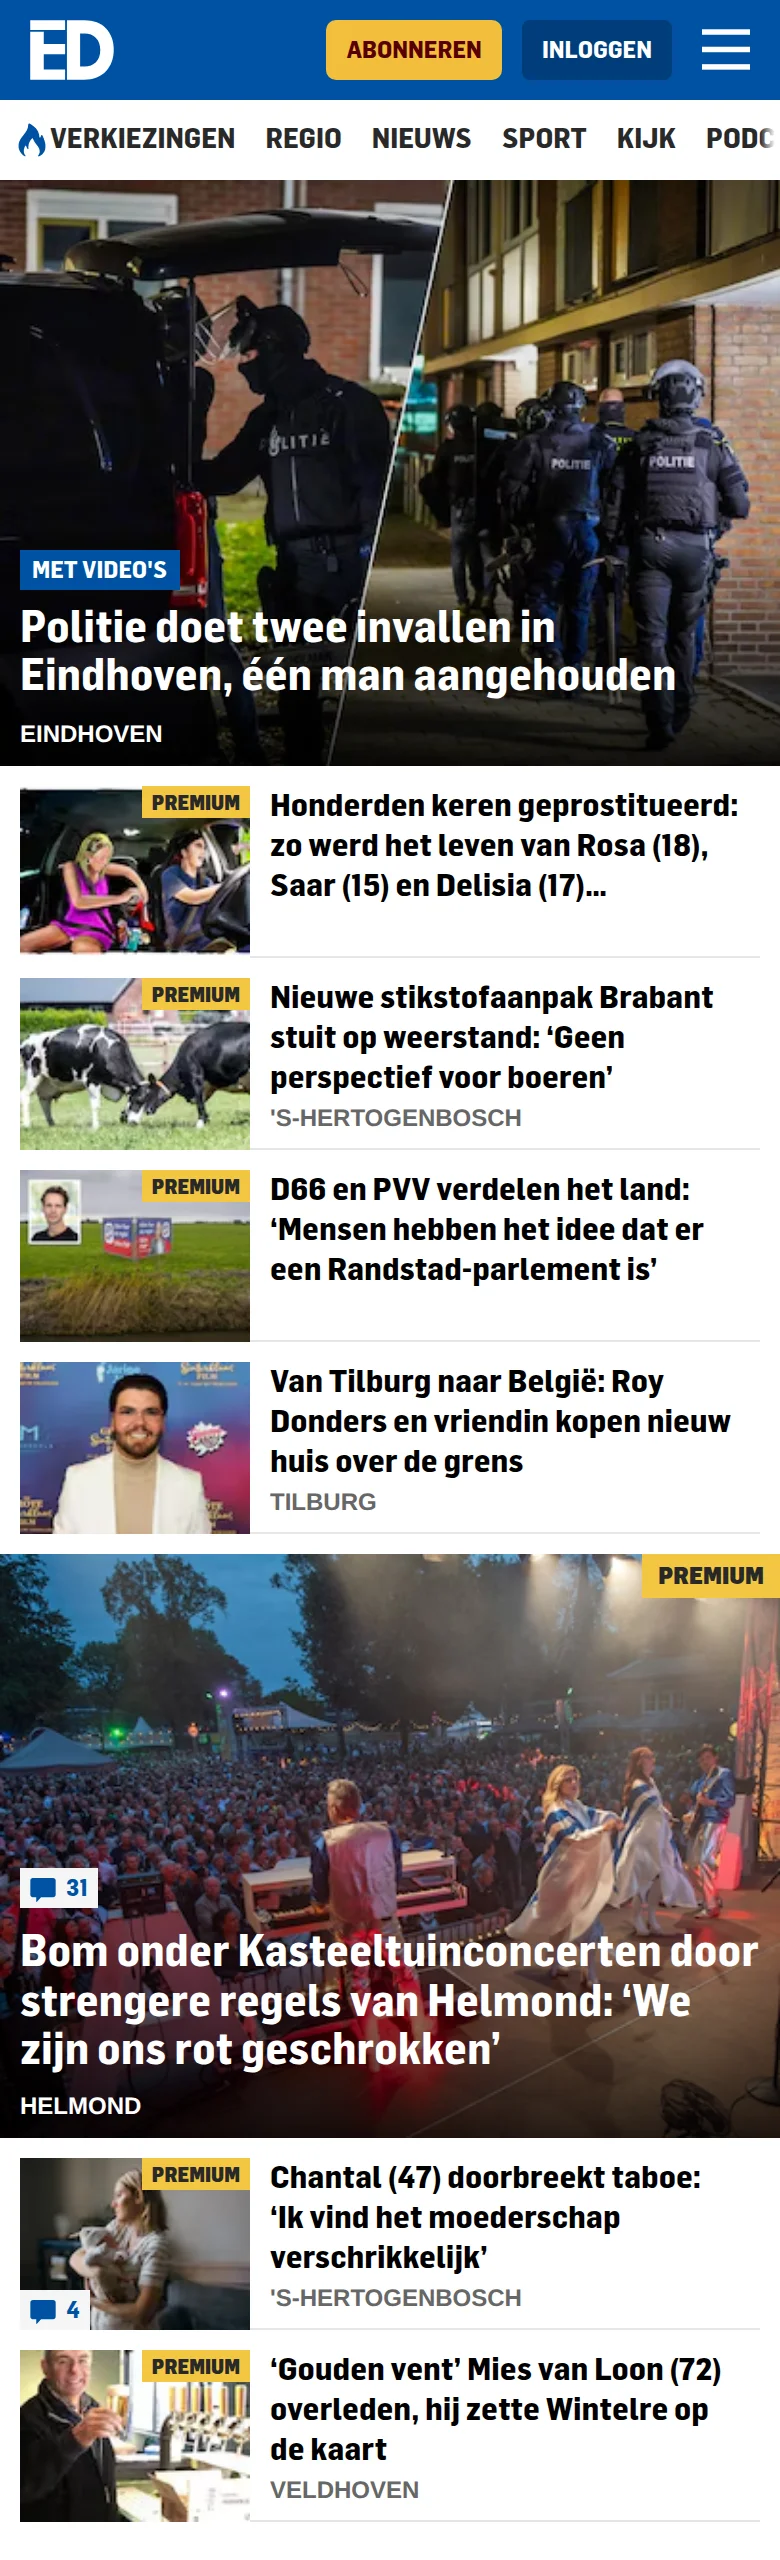 ED
ABONNEREN
INLOGGEN
VERKIEZINGEN REGIO NIEUWS SPORT KIJK PODC
POLITIE
POLITIE
POLITIE
MET VIDEO'S
Politie doet twee invallen in
Eindhoven, één man aangehouden
EINDHOVEN
PREMIUM
Honderden keren geprostitueerd:
zo werd het leven van Rosa (18),
Saar (15) en Delisia (17)...
PREMIUM
Nieuwe stikstofaanpak Brabant
stuit op weerstand: ‘Geen
perspectief voor boeren’
'S-HERTOGENBOSCH
PREMIUM
D66 en PVV verdelen het land:
‘Mensen hebben het idee dat er
een Randstad-parlement is’
Van Tilburg naar België: Roy
Donders en vriendin kopen nieuw
huis over de grens
TILBURG
PREMIUM
31
Bom onder Kasteeltuinconcerten door
strengere regels van Helmond: ‘We
zijn ons rot geschrokken’
HELMOND
PREMIUM
4
Chantal (47) doorbreekt taboe:
‘Ik vind het moederschap
verschrikkelijk’
'S-HERTOGENBOSCH
PREMIUM
‘Gouden vent’ Mies van Loon (72)
overleden, hij zette Wintelre op
de kaart
VELDHOVEN